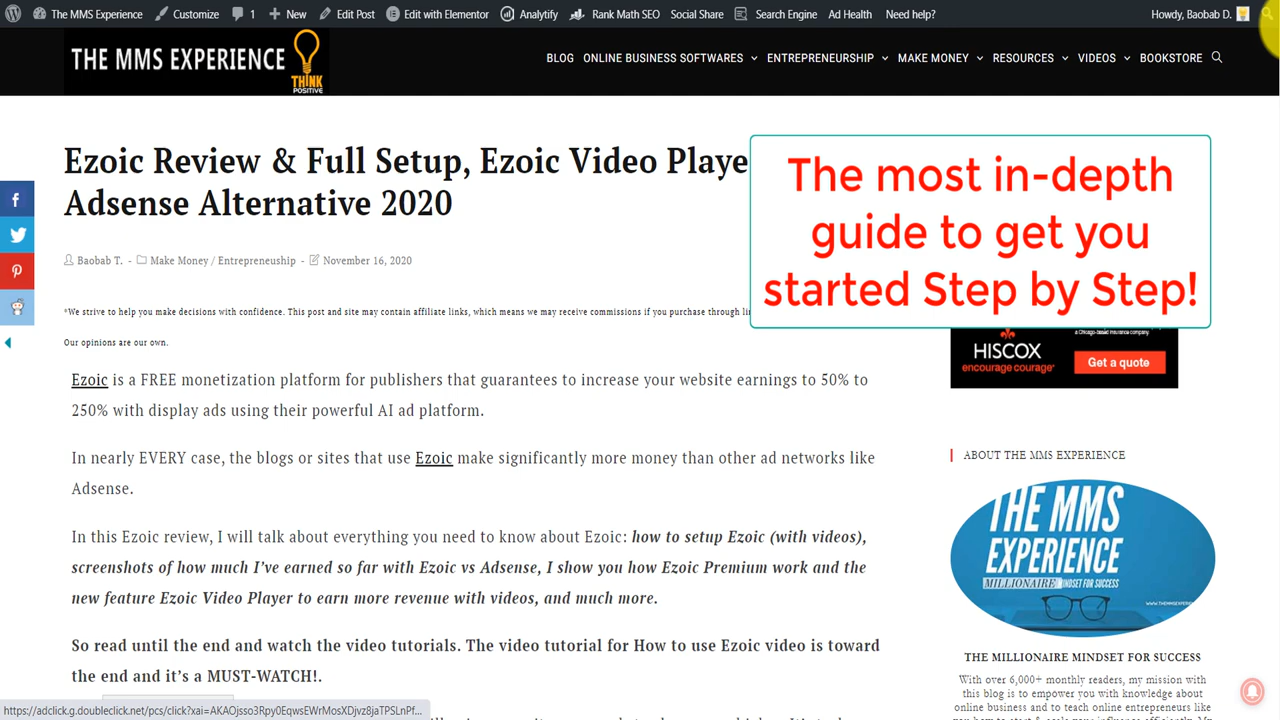 The MMS Experience Customize 1 New Edit Post Edit with Elementor Analytify Rank Math SEO Social Share Search Engine Ad Health Need help? Howdy, Baobab D.
THE MMS EXPERIENCE
THINK
POSITIVE
BLOG ONLINE BUSINESS SOFTWARES ENTREPRENEURSHIP MAKE MONEY RESOURCES VIDEOS BOOKSTORE
Ezoic Review & Full Setup, Ezoic Video Playe
Adsense Alternative 2020
The most in-depth
guide to get you
started Step by Step!
Baobab T. - Make Money / Entrepreneuship - November 16, 2020
*We strive to help you make decisions with confidence. This post and site may contain affiliate links, which means we may receive commissions if you purchase through
Our opinions are our own.
a Chicago-based insurance company.
HISCOX
encourage courage®
Get a quote
Ezoic is a FREE monetization platform for publishers that guarantees to increase your website earnings to 50% to
250% with display ads using their powerful AI ad platform.
In nearly EVERY case, the blogs or sites that use Ezoic make significantly more money than other ad networks like
Adsense.
In this Ezoic review, I will talk about everything you need to know about Ezoic: how to setup Ezoic (with videos),
screenshots of how much I've earned so far with Ezoic vs Adsense, I show you how Ezoic Premium work and the
new feature Ezoic Video Player to earn more revenue with videos, and much more.
So read until the end and watch the video tutorials. The video tutorial for How to use Ezoic video is toward
the end and it's a MUST-WATCH!.
ABOUT THE MMS EXPERIENCE
THE MMS
EXPERIENCE
MILLIONAIRE MINDSET FOR SUCCESS
THE MILLIONAIRE MINDSET FOR SUCCESS
With over 6,000+ monthly readers, my mission with
this blog is to empower you with knowledge about
online business and to teach online entrepreneurs like
https://adclick.g.doubleclick.net/pcs/click?xai=AKAOjsso3Rpy0EqwsEWrMosXDjvz8jaTPSLnPf...